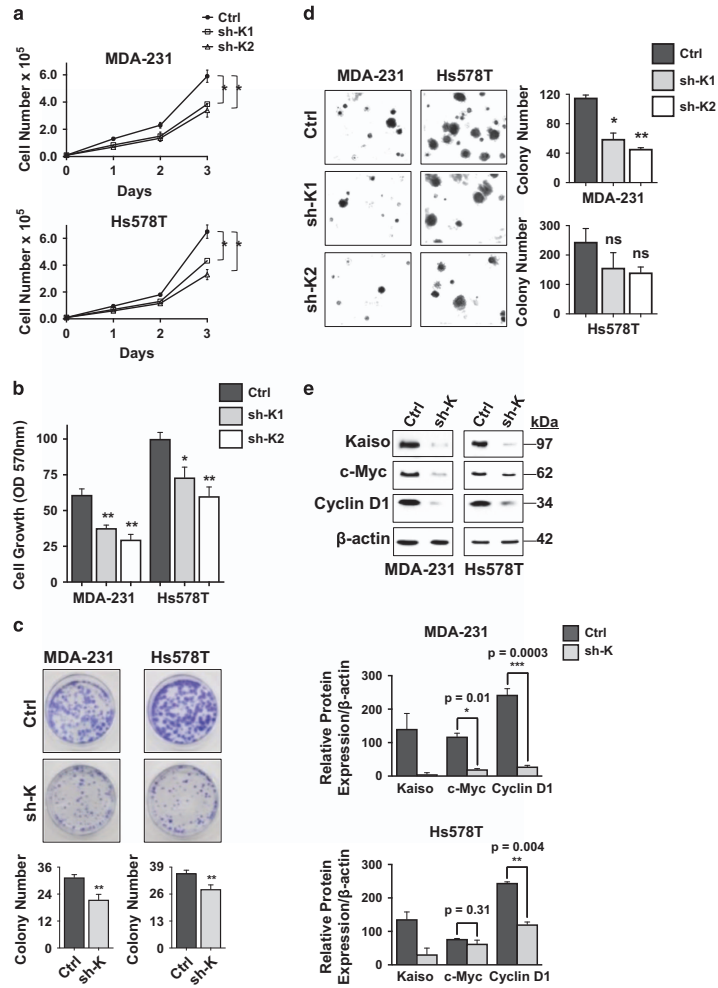 a
Ctrl
sh-K1
sh-K2
MDA-231
Cell Number x 10⁵
6.0
4.0
2.0
0.0
* *
0 1 2 3
Days
Hs578T
Cell Number x 10⁵
6.0
4.0
2.0
0.0
* *
0 1 2 3
Days
b
Ctrl
sh-K1
sh-K2
Cell Growth (OD 570nm)
100
75
50
25
0
** **
* **
MDA-231 Hs578T
c
MDA-231 Hs578T
Ctrl
sh-K
Colony Number
36
24
12
0
**
Ctrl sh-K
Colony Number
39
26
13
0
**
Ctrl sh-K
d
MDA-231 Hs578T
Ctrl
sh-K1
sh-K2
Ctrl
sh-K1
sh-K2
Colony Number
120
80
40
0
* **
MDA-231
Colony Number
300
200
100
0
ns ns
Hs578T
e
Ctrl sh-K Ctrl sh-K kDa
Kaiso 97
c-Myc 62
Cyclin D1 34
β-actin 42
MDA-231 Hs578T
MDA-231
Ctrl
sh-K
Relative Protein
Expression/β-actin
300
200
100
0
p = 0.01
*
p = 0.0003
***
Kaiso c-Myc Cyclin D1
Hs578T
Relative Protein
Expression/β-actin
300
200
100
0
p = 0.31
p = 0.004
**
Kaiso c-Myc Cyclin D1